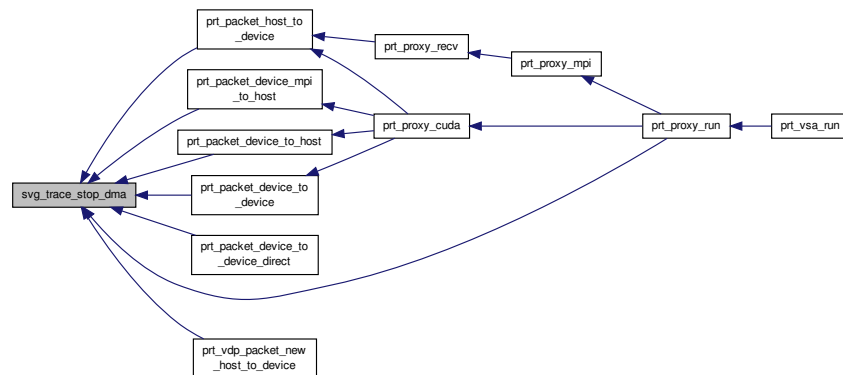 prt_packet_host_to
_device
prt_proxy_recv
prt_proxy_mpi
prt_packet_device_mpi
_to_host
prt_packet_device_to_host
prt_proxy_cuda
prt_proxy_run
prt_vsa_run
svg_trace_stop_dma
prt_packet_device_to
_device
prt_packet_device_to
_device_direct
prt_vdp_packet_new
_host_to_device